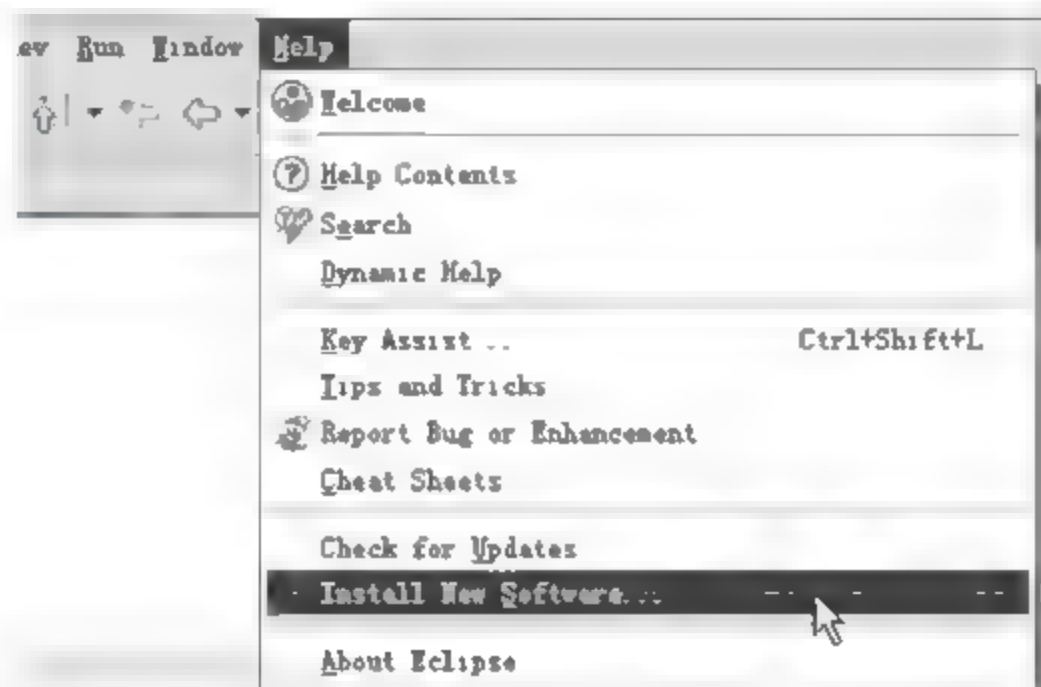 ew Run Window Help
Welcome
Help Contents
Search
Dynamic Help
Key Assist... Ctrl+Shift+L
Tips and Tricks
Report Bug or Enhancement
Cheat Sheets
Check for Updates
Install New Software...
About Eclipse